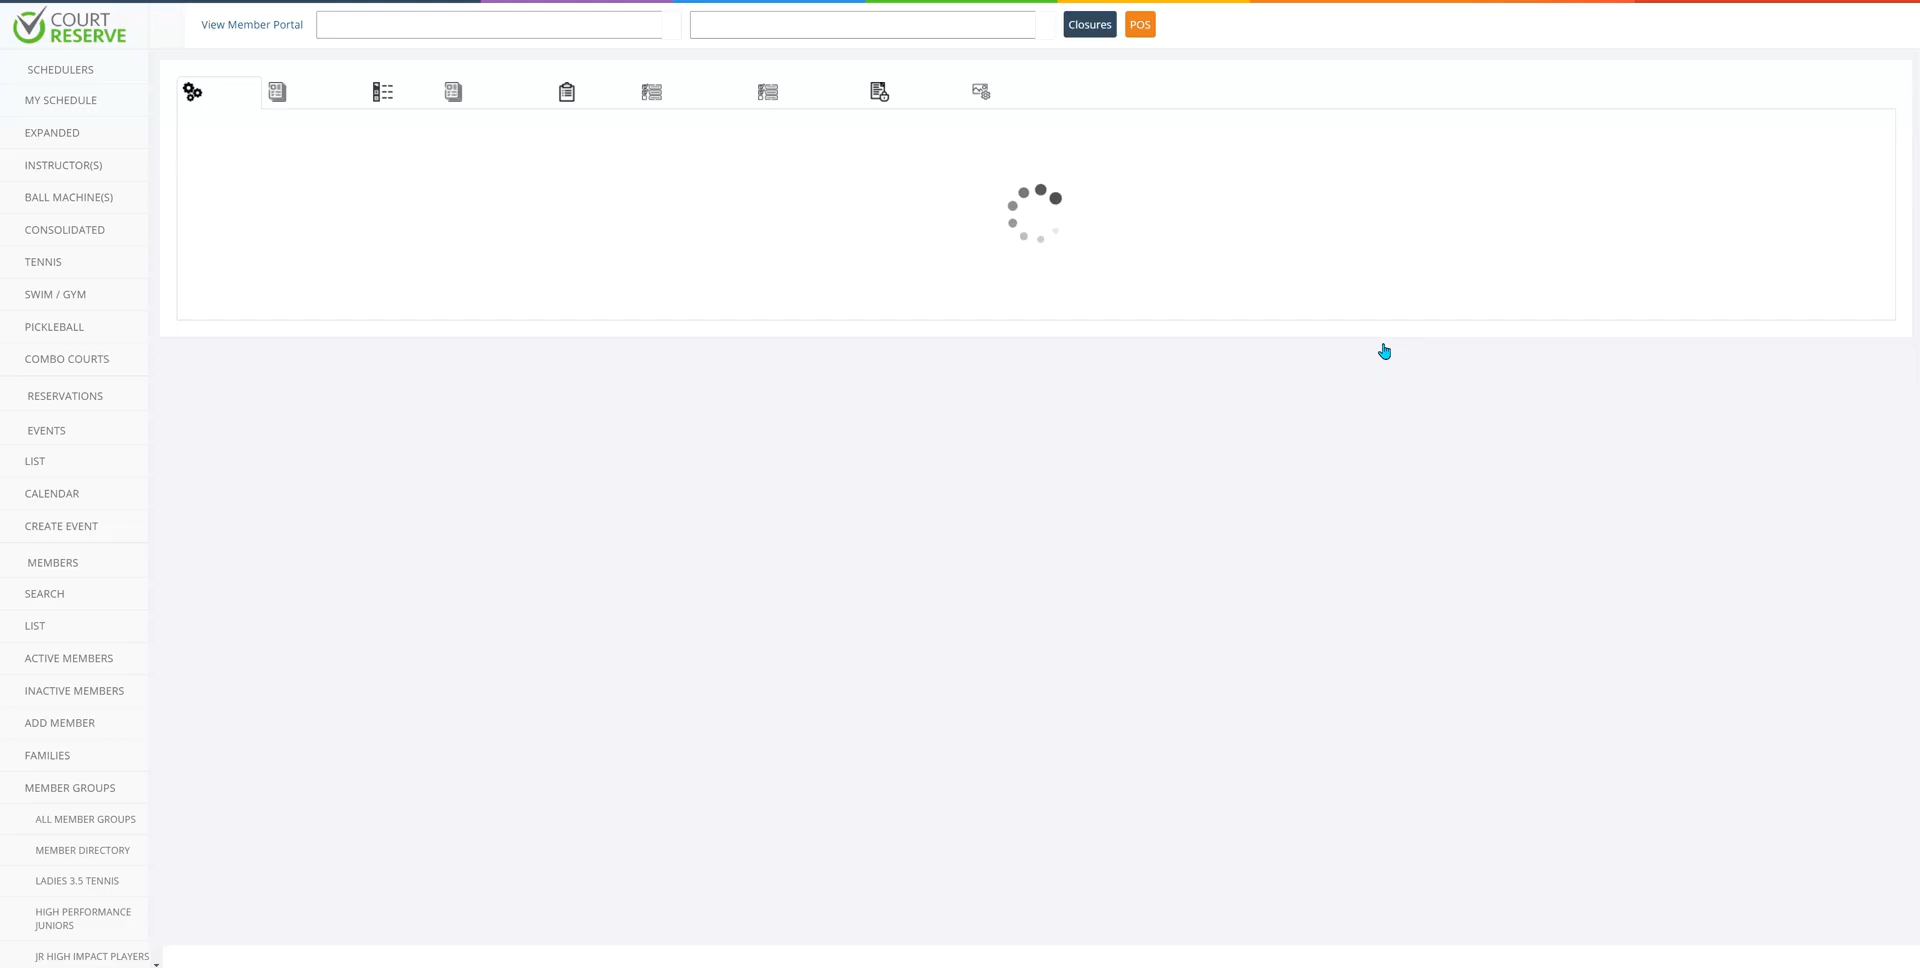 COURT
RESERVE
View Member Portal
Closures
POS
SCHEDULERS
MY SCHEDULE
EXPANDED
INSTRUCTOR(S)
BALL MACHINE(S)
CONSOLIDATED
TENNIS
SWIM / GYM
PICKLEBALL
COMBO COURTS
RESERVATIONS
EVENTS
LIST
CALENDAR
CREATE EVENT
MEMBERS
SEARCH
LIST
ACTIVE MEMBERS
INACTIVE MEMBERS
ADD MEMBER
FAMILIES
MEMBER GROUPS
ALL MEMBER GROUPS
MEMBER DIRECTORY
LADIES 3.5 TENNIS
HIGH PERFORMANCE
JUNIORS
JR HIGH IMPACT PLAYERS